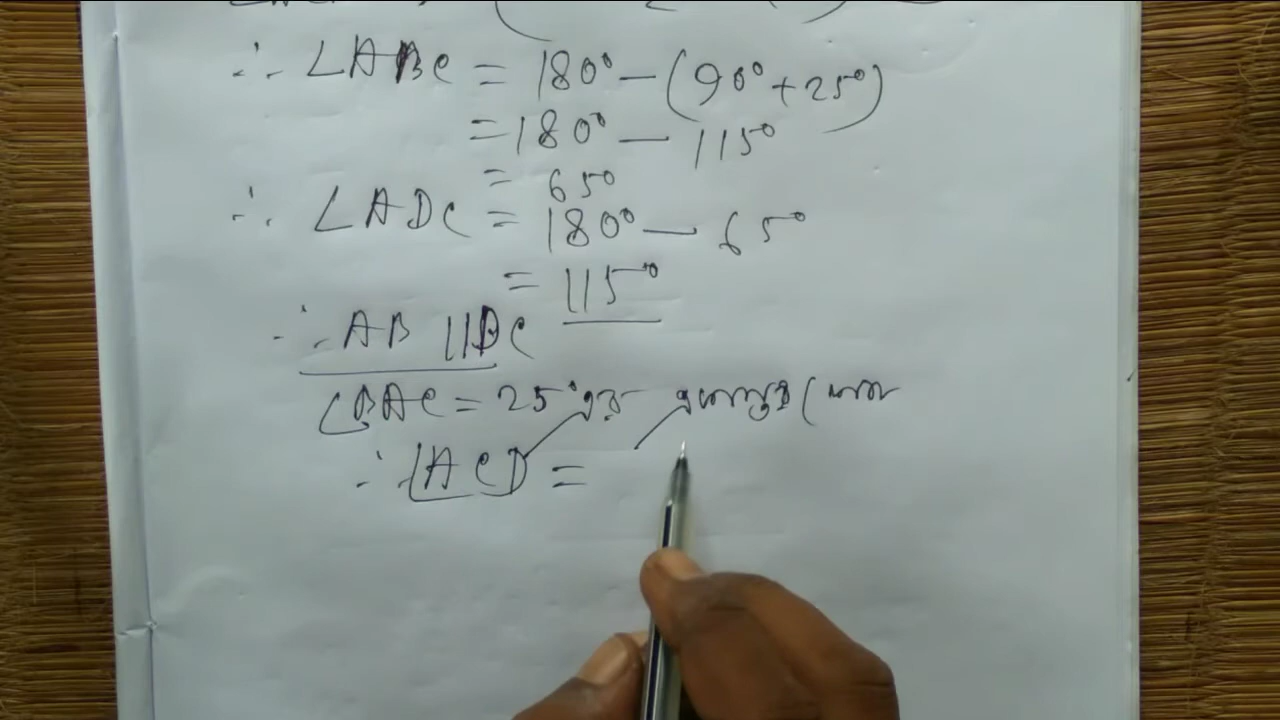 ∴ ∠ABC = 180° − (90° + 25°)
= 180° − 115°
= 65°
∴ ∠ADC = 180° − 65°
= 115°
∴ AB || DC
∠BAC = 25° এর একান্তর কোণ
∴ ∠ACD =